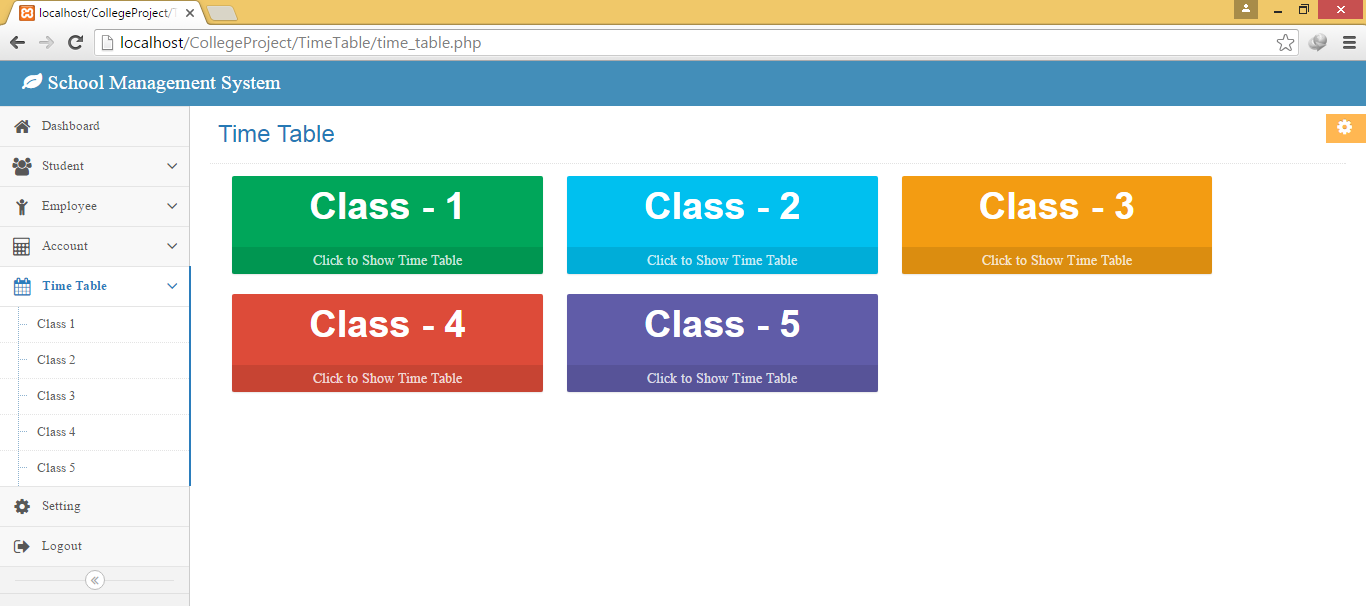 localhost/CollegeProject/T
localhost/CollegeProject/TimeTable/time_table.php
School Management System
Dashboard
Student
Employee
Account
Time Table
Class 1
Class 2
Class 3
Class 4
Class 5
Setting
Logout
Time Table
Class - 1
Click to Show Time Table
Class - 2
Click to Show Time Table
Class - 3
Click to Show Time Table
Class - 4
Click to Show Time Table
Class - 5
Click to Show Time Table